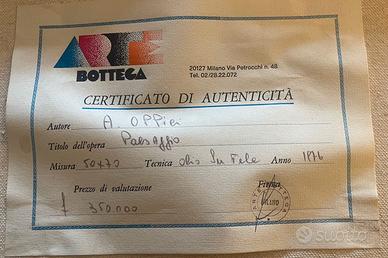 ARTE
BOTTEGA
20127 Milano Via Petrocchi n. 48
Tel. 02/28.22.072
CERTIFICATO DI AUTENTICITÀ
Autore A. OPPici
Titolo dell'opera Paesaggio
Misura 50x70 Tecnica olio Su Tela Anno 1976
Prezzo di valutazione Firma
£ 350.000
MILANO
subito